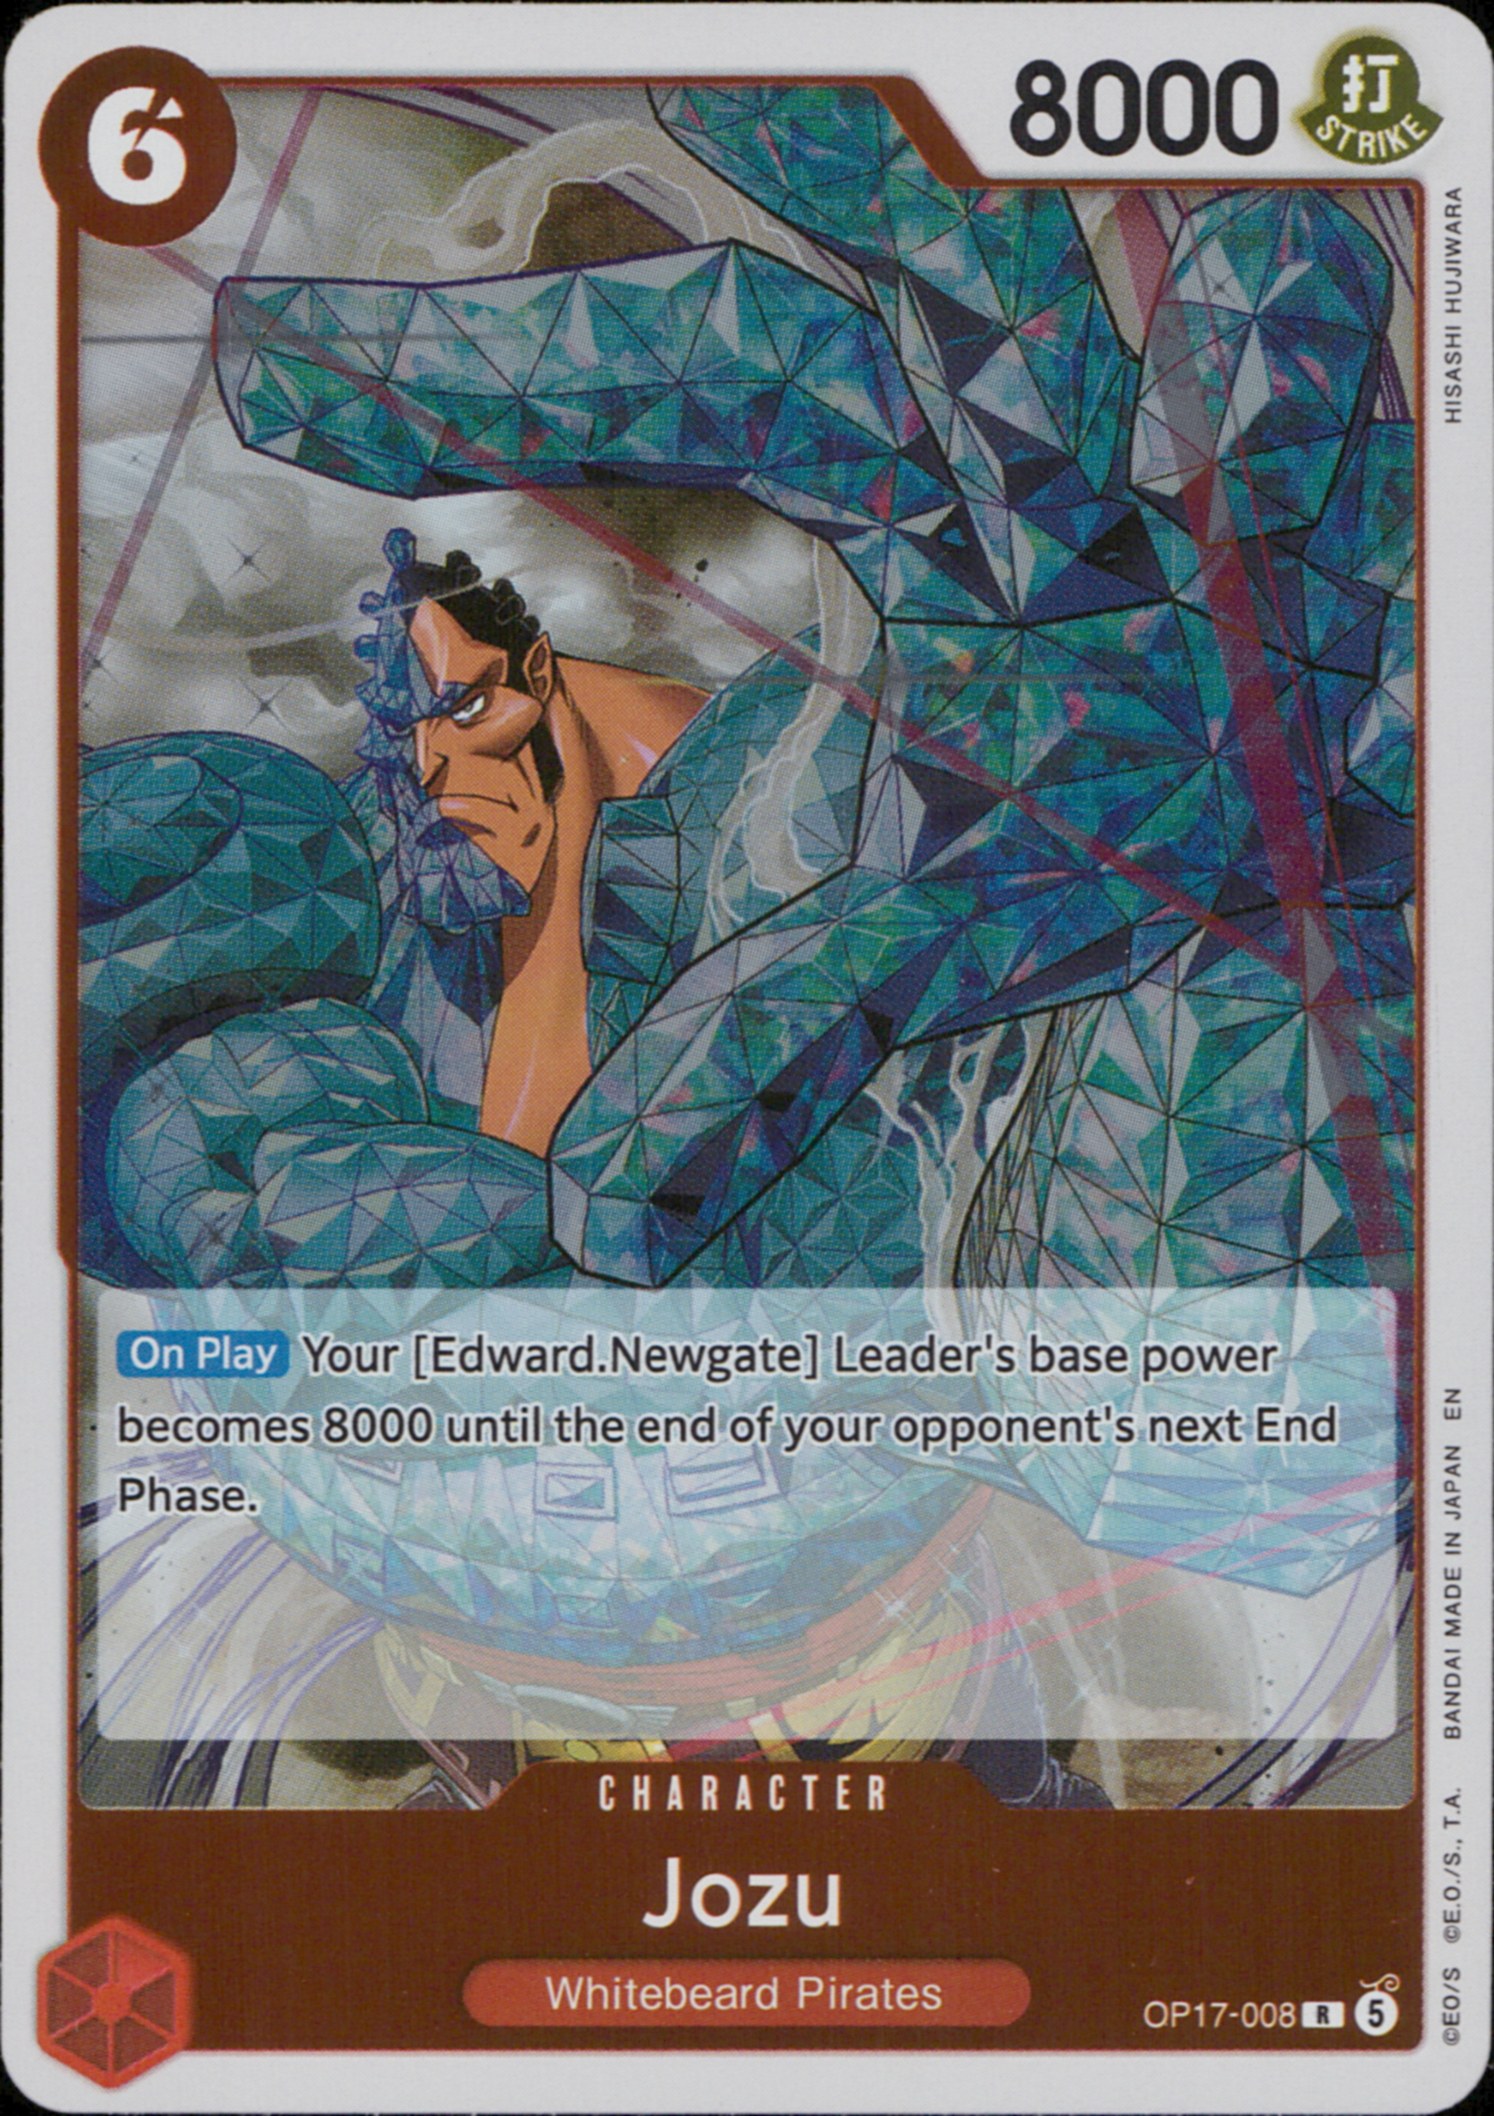 6
8000
打
STRIKE
HISASHI HUJIWARA
On Play Your [Edward.Newgate] Leader's base power
becomes 8000 until the end of your opponent's next End
Phase.
CHARACTER
Jozu
Whitebeard Pirates
OP17-008 R 5
©EO/S ©E.O./S., T.A. BANDAI MADE IN JAPAN EN